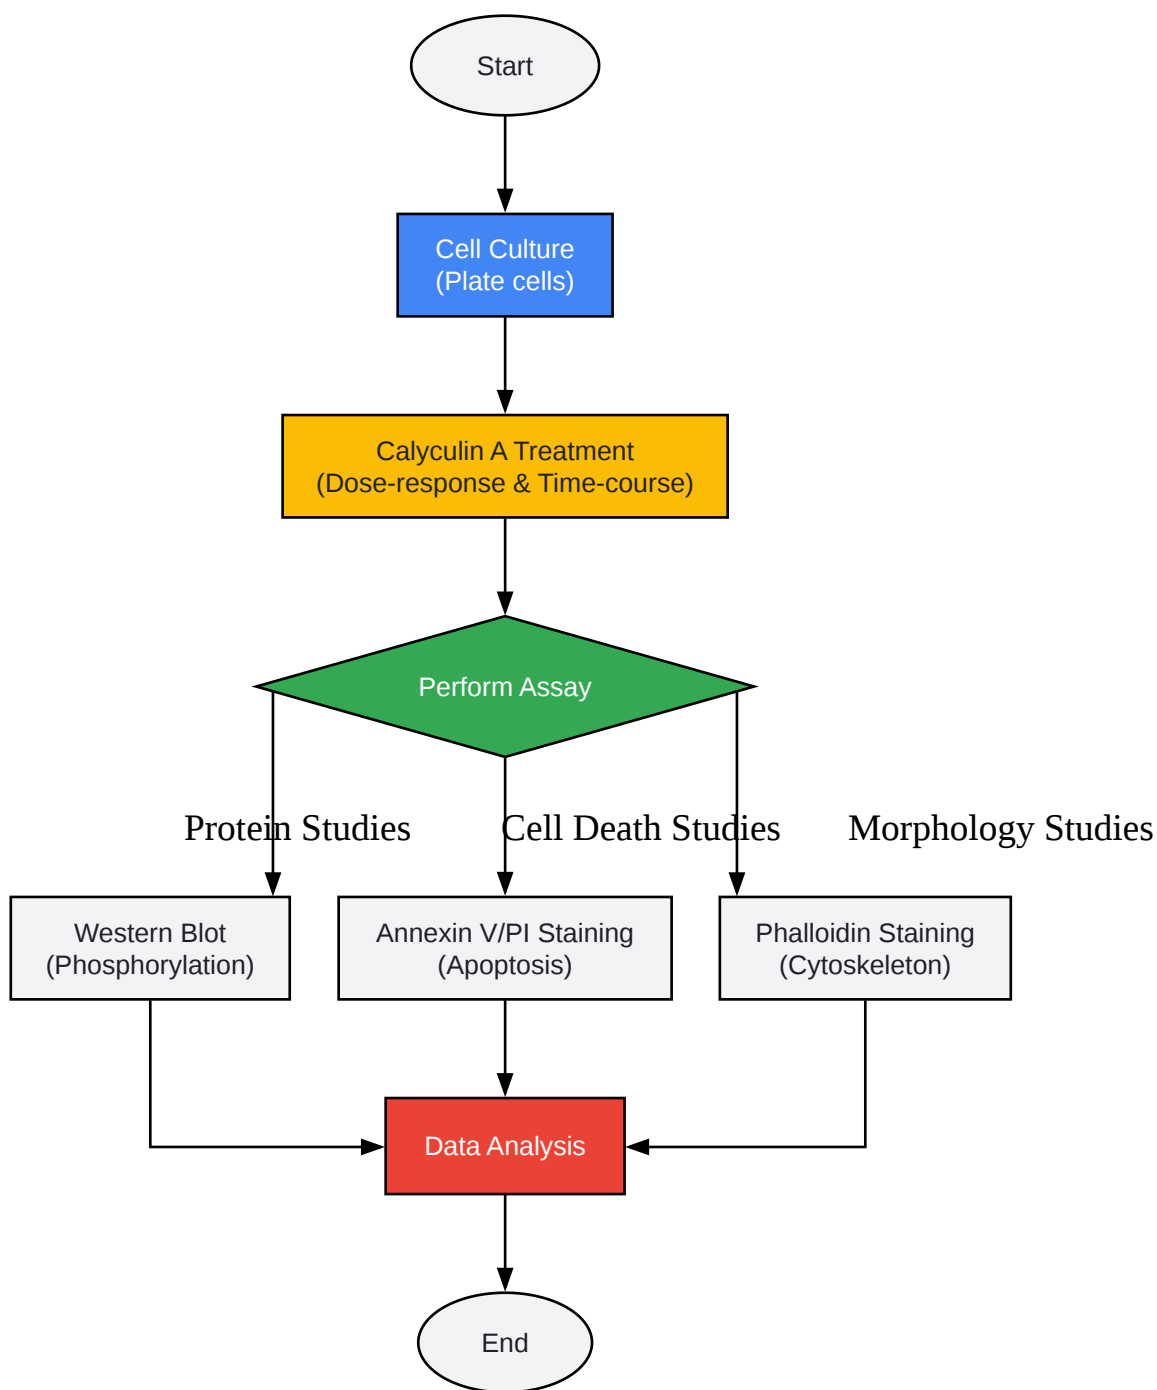 Start
Cell Culture
(Plate cells)
Calyculin A Treatment
(Dose-response & Time-course)
Perform Assay
Protein Studies
Cell Death Studies
Morphology Studies
Western Blot
(Phosphorylation)
Annexin V/PI Staining
(Apoptosis)
Phalloidin Staining
(Cytoskeleton)
Data Analysis
End